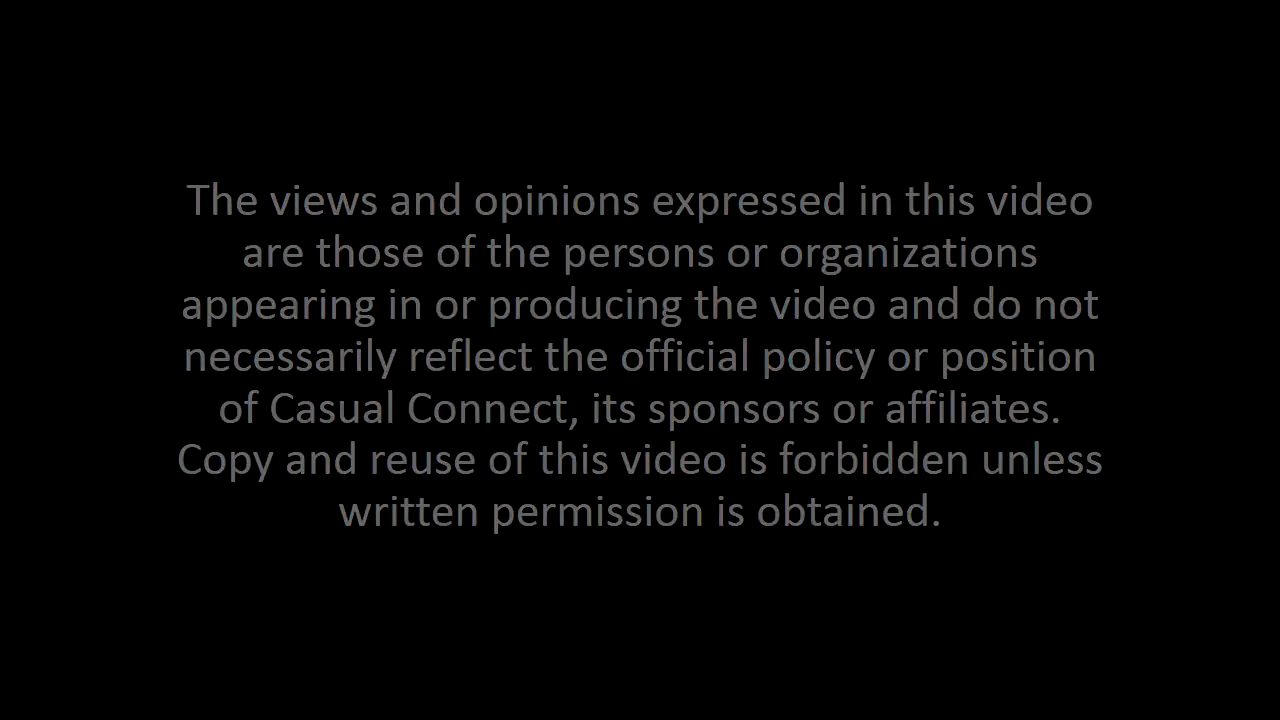 The views and opinions expressed in this video
are those of the persons or organizations
appearing in or producing the video and do not
necessarily reflect the official policy or position
of Casual Connect, its sponsors or affiliates.
Copy and reuse of this video is forbidden unless
written permission is obtained.